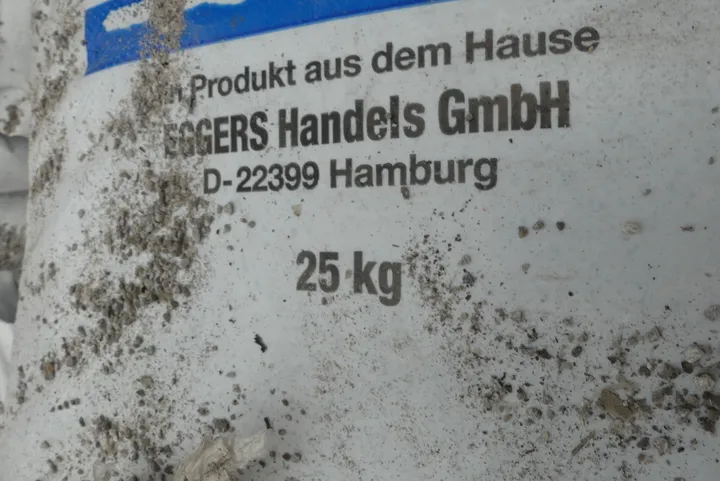 n Produkt aus dem Hause
EGGERS Handels GmbH
D-22399 Hamburg
25 kg